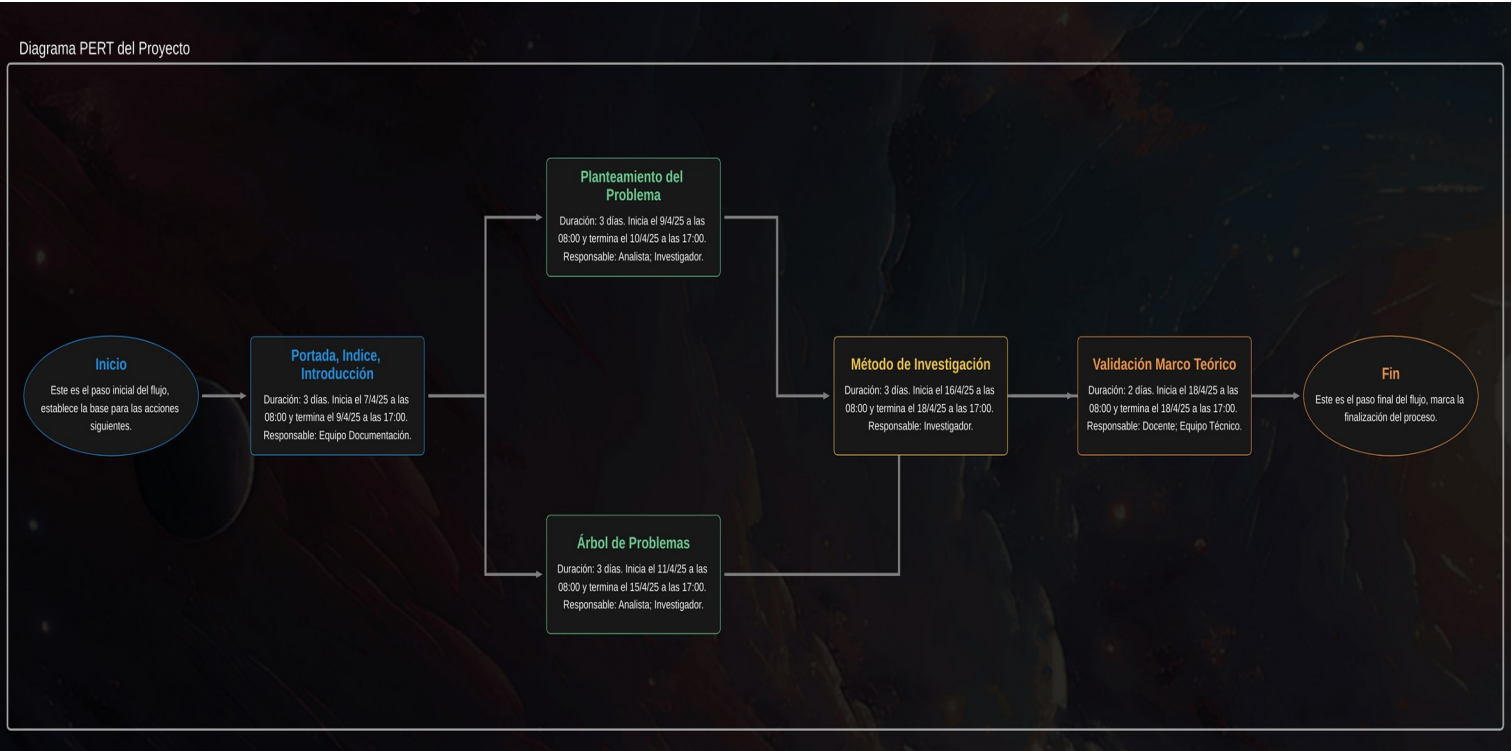 Diagrama PERT del Proyecto
Inicio
Este es el paso inicial del flujo,
establece la base para las acciones
siguientes.
Portada, Indice,
Introducción
Duración: 3 días. Inicia el 7/4/25 a las
08:00 y termina el 9/4/25 a las 17:00.
Responsable: Equipo Documentación.
Planteamiento del
Problema
Duración: 3 días. Inicia el 9/4/25 a las
08:00 y termina el 10/4/25 a las 17:00.
Responsable: Analista; Investigador.
Árbol de Problemas
Duración: 3 días. Inicia el 11/4/25 a las
08:00 y termina el 15/4/25 a las 17:00.
Responsable: Analista; Investigador.
Método de Investigación
Duración: 3 días. Inicia el 16/4/25 a las
08:00 y termina el 18/4/25 a las 17:00.
Responsable: Investigador.
Validación Marco Teórico
Duración: 2 días. Inicia el 18/4/25 a las
08:00 y termina el 18/4/25 a las 17:00.
Responsable: Docente; Equipo Técnico.
Fin
Este es el paso final del flujo, marca la
finalización del proceso.